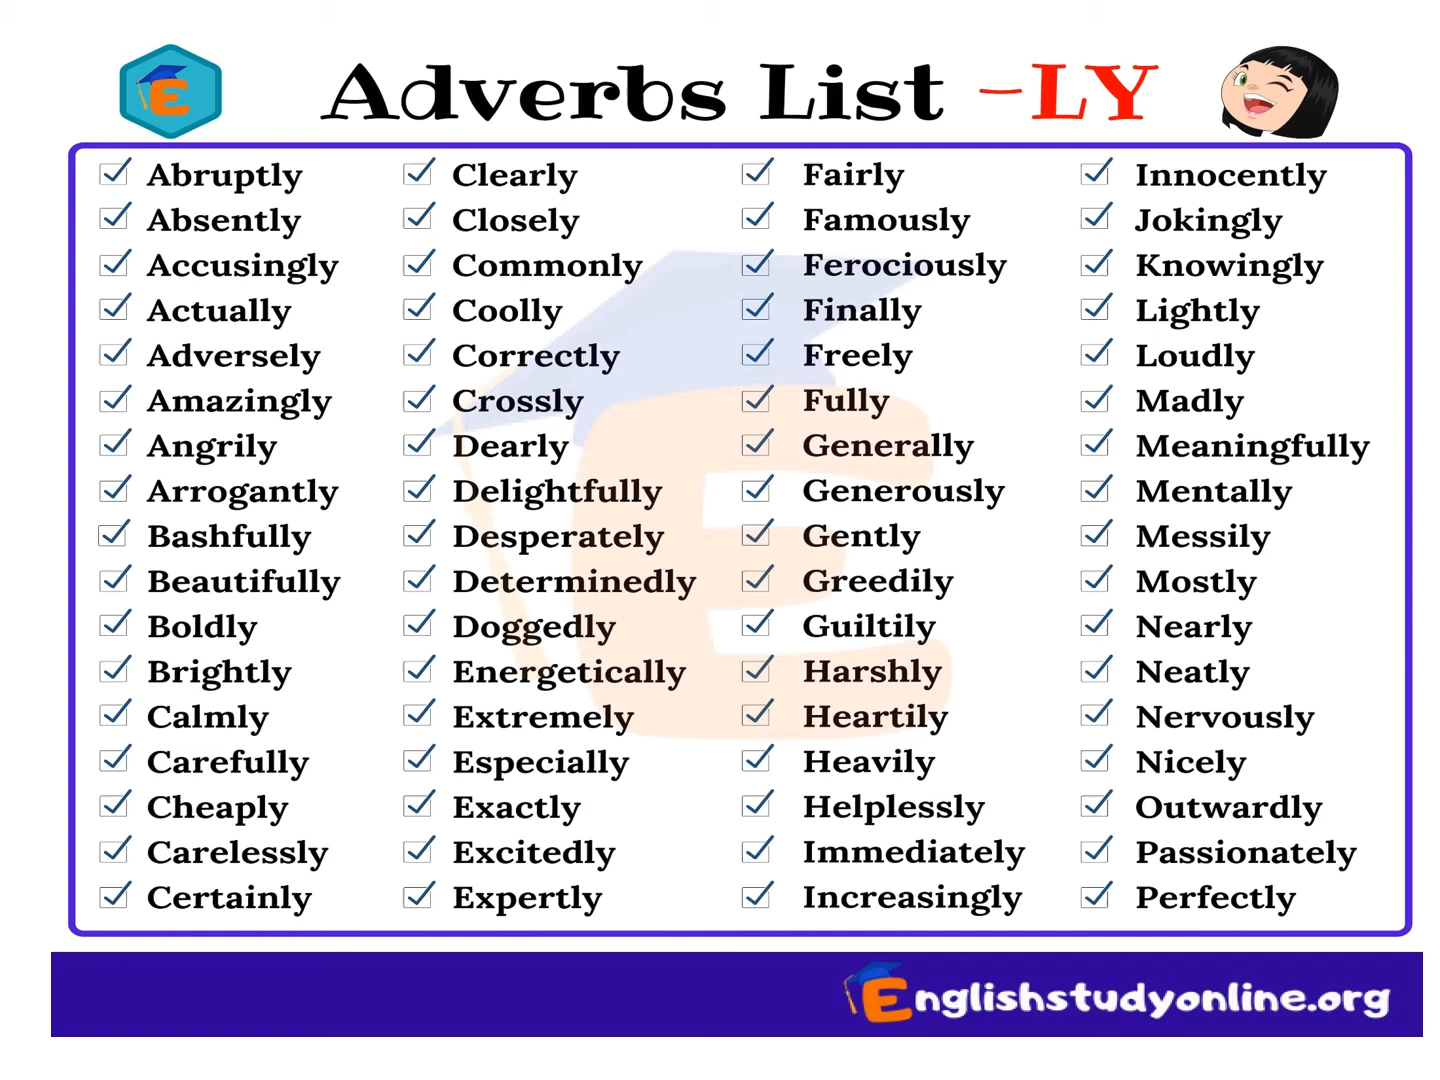 E
Adverbs List -LY
Abruptly
Absently
Accusingly
Actually
Adversely
Amazingly
Angrily
Arrogantly
Bashfully
Beautifully
Boldly
Brightly
Calmly
Carefully
Cheaply
Carelessly
Certainly
Clearly
Closely
Commonly
Coolly
Correctly
Crossly
Dearly
Delightfully
Desperately
Determinedly
Doggedly
Energetically
Extremely
Especially
Exactly
Excitedly
Expertly
Fairly
Famously
Ferociously
Finally
Freely
Fully
Generally
Generously
Gently
Greedily
Guiltily
Harshly
Heartily
Heavily
Helplessly
Immediately
Increasingly
Innocently
Jokingly
Knowingly
Lightly
Loudly
Madly
Meaningfully
Mentally
Messily
Mostly
Nearly
Neatly
Nervously
Nicely
Outwardly
Passionately
Perfectly
E
Englishstudyonline.org